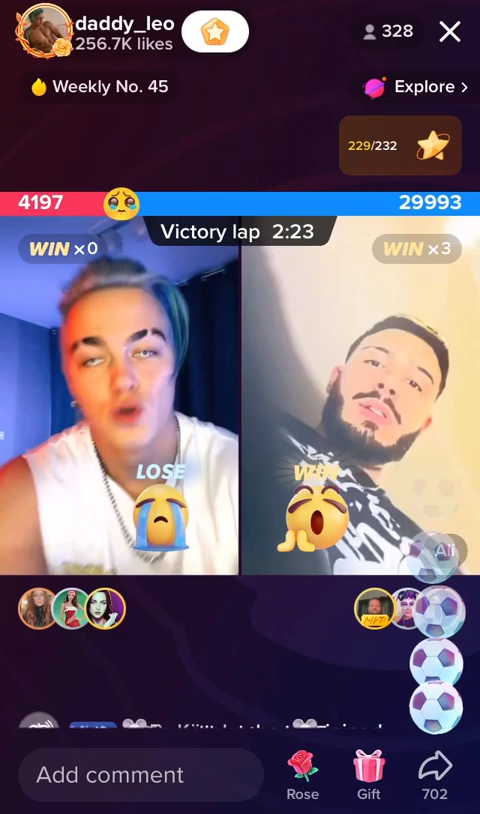 daddy_leo
256.7K likes
328
Weekly No. 45
Explore >
229/232
4197
29993
Victory lap 2:23
WIN ×0
WIN ×3
LOSE
WIN
Add comment
Rose
Gift
702